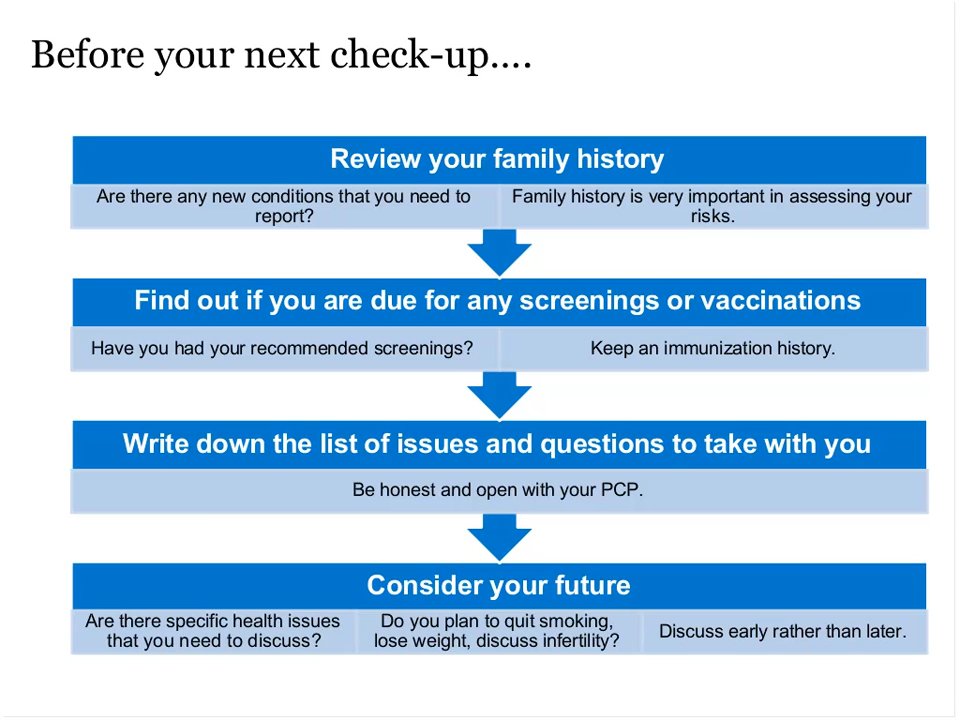 Before your next check-up....
Review your family history
Are there any new conditions that you need to
report?
Family history is very important in assessing your
risks.
Find out if you are due for any screenings or vaccinations
Have you had your recommended screenings?
Keep an immunization history.
Write down the list of issues and questions to take with you
Be honest and open with your PCP.
Consider your future
Are there specific health issues
that you need to discuss?
Do you plan to quit smoking,
lose weight, discuss infertility?
Discuss early rather than later.